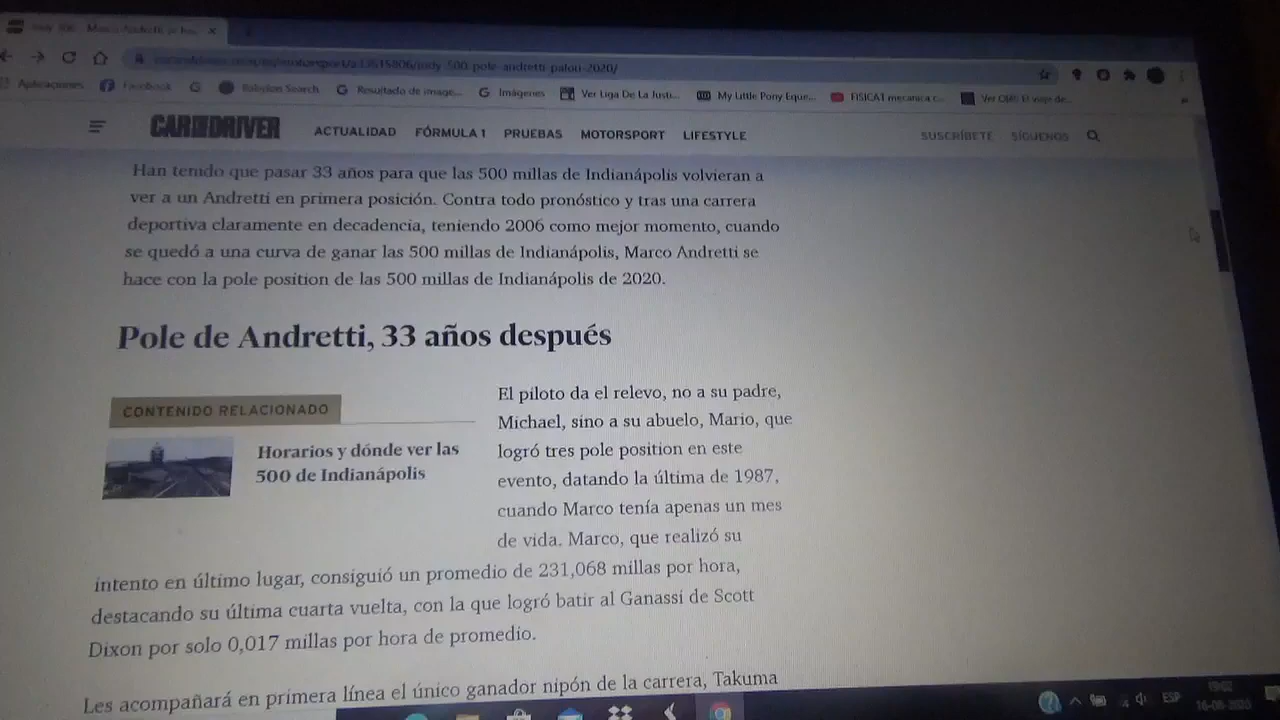 Aplicaciones
Facebook
Babylon Search
Resultado de image...
Imágenes
Ver Liga De La Justi...
My Little Pony Eque...
FISICA1 mecanica c...
CAR AND DRIVER
ACTUALIDAD
FÓRMULA 1
PRUEBAS
MOTORSPORT
LIFESTYLE
SUSCRÍBETE
SÍGUENOS
Han tenido que pasar 33 años para que las 500 millas de Indianápolis volvieran a
ver a un Andretti en primera posición. Contra todo pronóstico y tras una carrera
deportiva claramente en decadencia, teniendo 2006 como mejor momento, cuando
se quedó a una curva de ganar las 500 millas de Indianápolis, Marco Andretti se
hace con la pole position de las 500 millas de Indianápolis de 2020.
Pole de Andretti, 33 años después
CONTENIDO RELACIONADO
Horarios y dónde ver las
500 de Indianápolis
El piloto da el relevo, no a su padre,
Michael, sino a su abuelo, Mario, que
logró tres pole position en este
evento, datando la última de 1987,
cuando Marco tenía apenas un mes
de vida. Marco, que realizó su
intento en último lugar, consiguió un promedio de 231,068 millas por hora,
destacando su última cuarta vuelta, con la que logró batir al Ganassi de Scott
Dixon por solo 0,017 millas por hora de promedio.
Les acompañará en primera línea el único ganador nipón de la carrera, Takuma
ESP
16-08-2020